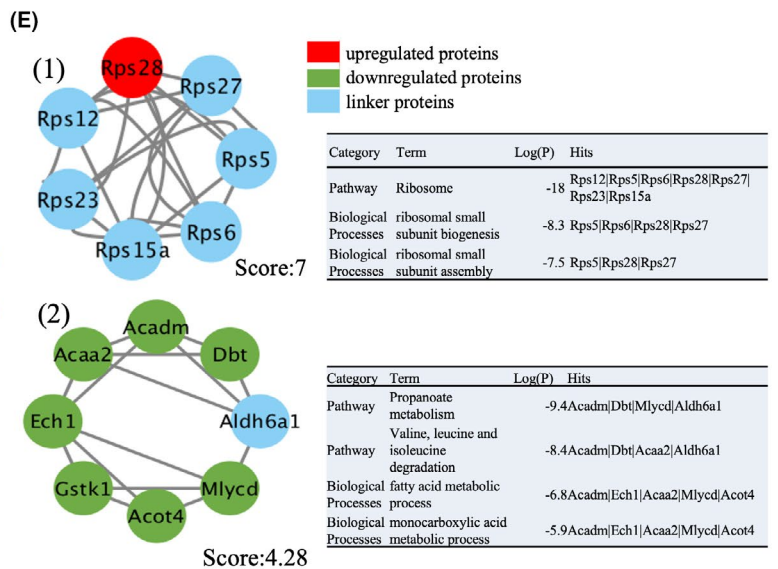 (E)
(1)
Rps28
Rps27
Rps12
Rps5
Rps23
Rps6
Rps15a
Score:7
upregulated proteins
downregulated proteins
linker proteins
Category Term Log(P) Hits
Pathway Ribosome -18 Rps12|Rps5|Rps6|Rps28|Rps27|
Rps23|Rps15a
Biological ribosomal small
Processes subunit biogenesis -8.3 Rps5|Rps6|Rps28|Rps27
Biological ribosomal small
Processes subunit assembly -7.5 Rps5|Rps28|Rps27
(2)
Acadm
Acaa2
Dbt
Ech1
Aldh6a1
Gstk1
Mlycd
Acot4
Score:4.28
Category Term Log(P) Hits
Pathway Propanoate
metabolism -9.4 Acadm|Dbt|Mlycd|Aldh6a1
Pathway Valine, leucine and
isoleucine
degradation -8.4 Acadm|Dbt|Acaa2|Aldh6a1
Biological fatty acid metabolic
Processes process -6.8 Acadm|Ech1|Acaa2|Mlycd|Acot4
Biological monocarboxylic acid
Processes metabolic process -5.9 Acadm|Ech1|Acaa2|Mlycd|Acot4